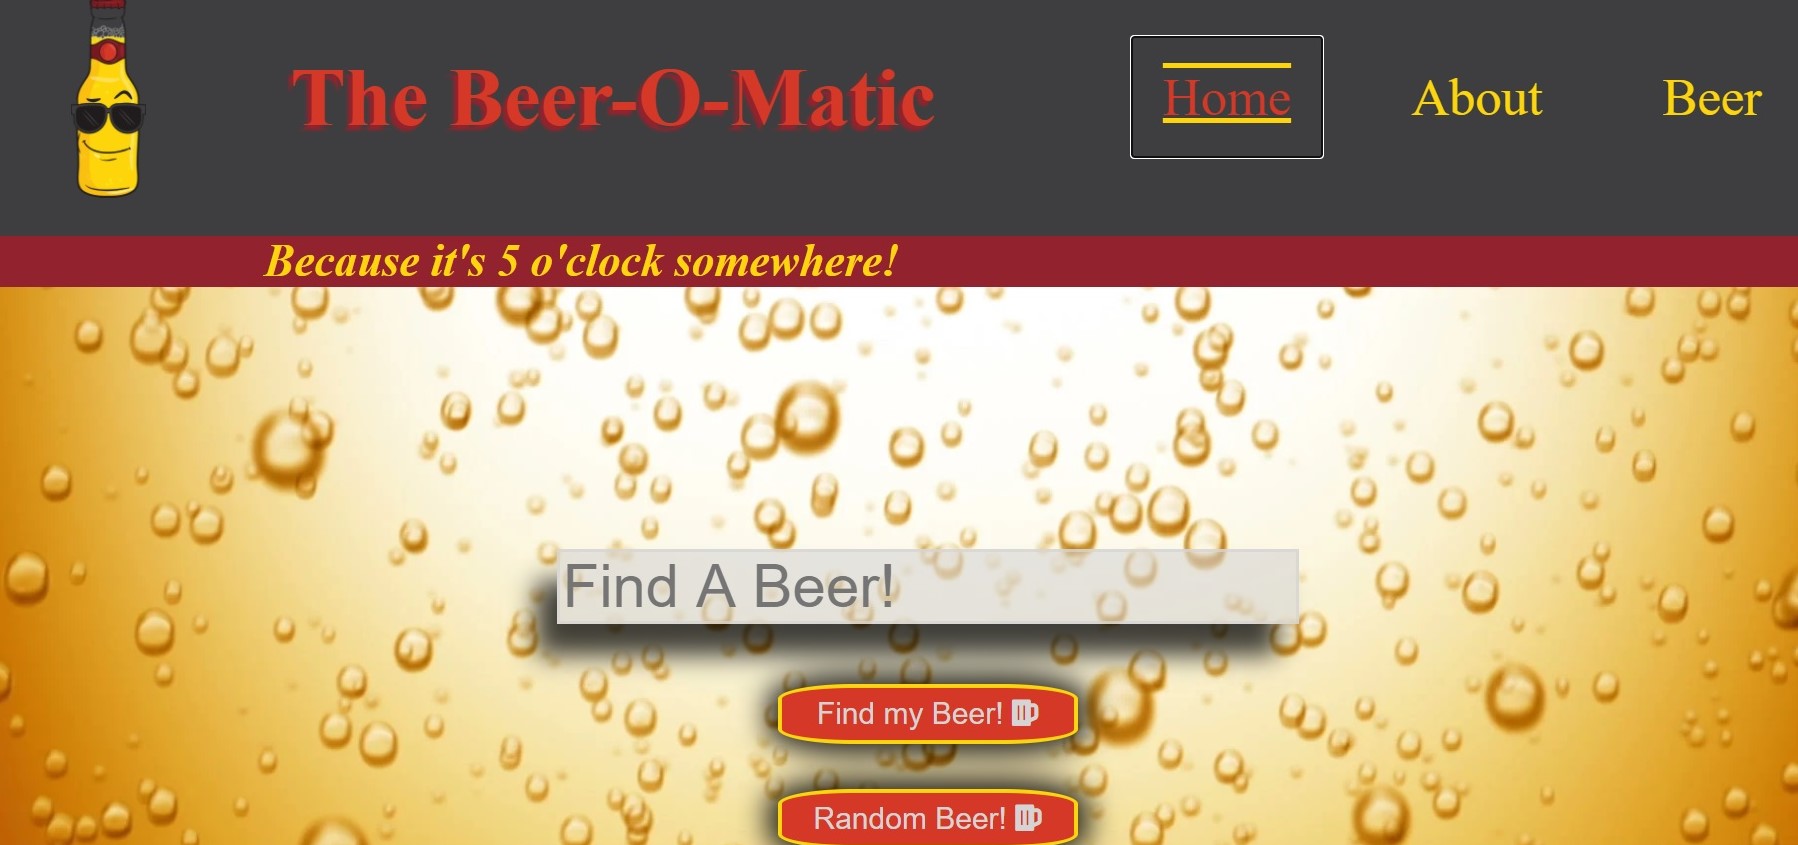 The Beer-O-Matic
Home
About
Beer
Because it's 5 o'clock somewhere!
Find A Beer!
Find my Beer!
Random Beer!